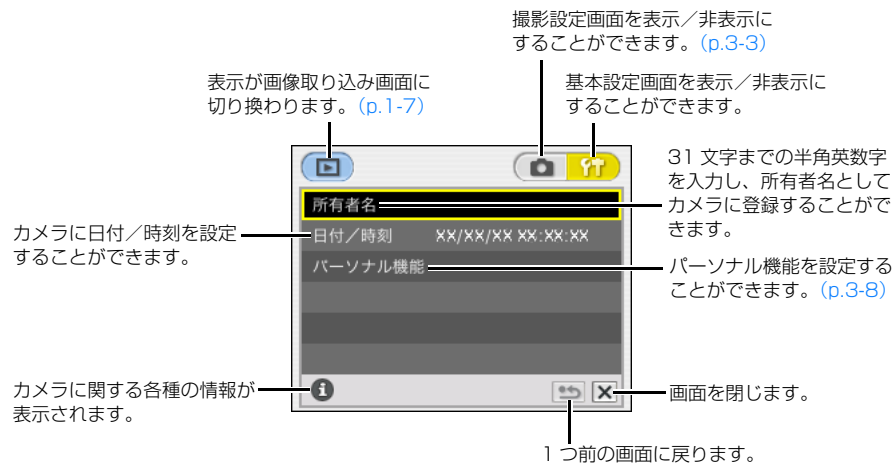 撮影設定画面を表示／非表示に
することができます。(p.3-3)
表示が画像取り込み画面に
切り換わります。(p.1-7)
基本設定画面を表示／非表示に
することができます。
31 文字までの半角英数字
を入力し、所有者名として
カメラに登録することがで
きます。
所有者名
カメラに日付／時刻を設定
することができます。
日付／時刻 XX/XX/XX XX:XX:XX
パーソナル機能
パーソナル機能を設定する
ことができます。(p.3-8)
カメラに関する各種の情報が
表示されます。
画面を閉じます。
1 つ前の画面に戻ります。